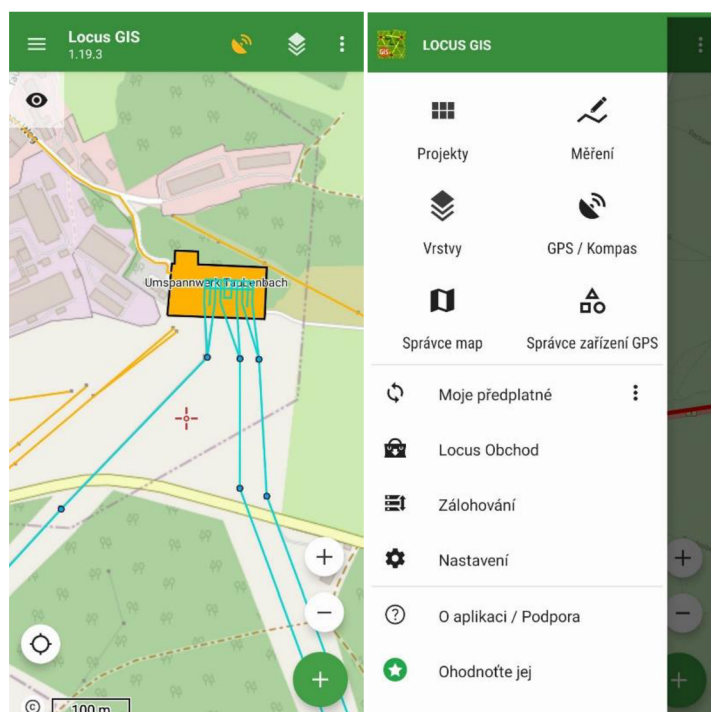 Locus GIS
1.19.3
Umspannwerk Taubenbach
100 m
LOCUS GIS
Projekty
Měření
Vrstvy
GPS / Kompas
Správce map
Správce zařízení GPS
Moje předplatné
Locus Obchod
Zálohování
Nastavení
O aplikaci / Podpora
Ohodnoťte jej